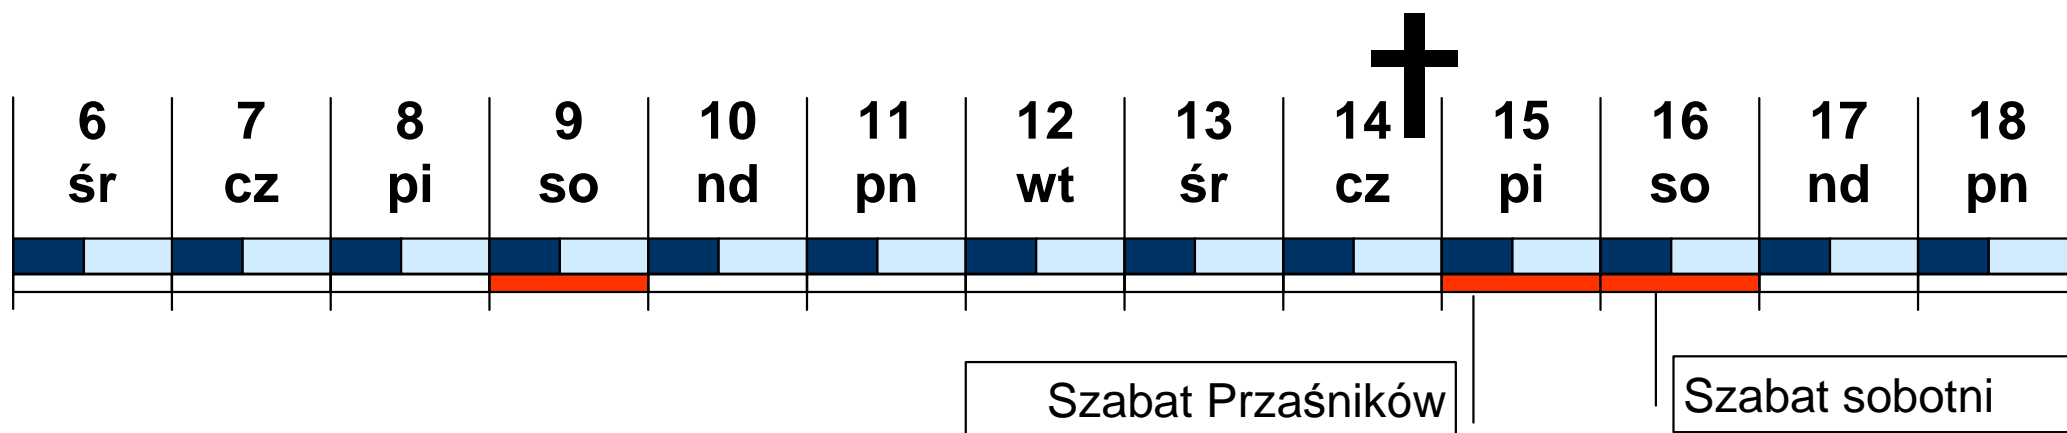 6 7 8 9 10 11 12 13 14 15 16 17 18
śr cz pi so nd pn wt śr cz pi so nd pn
Szabat Przaśników
Szabat sobotni